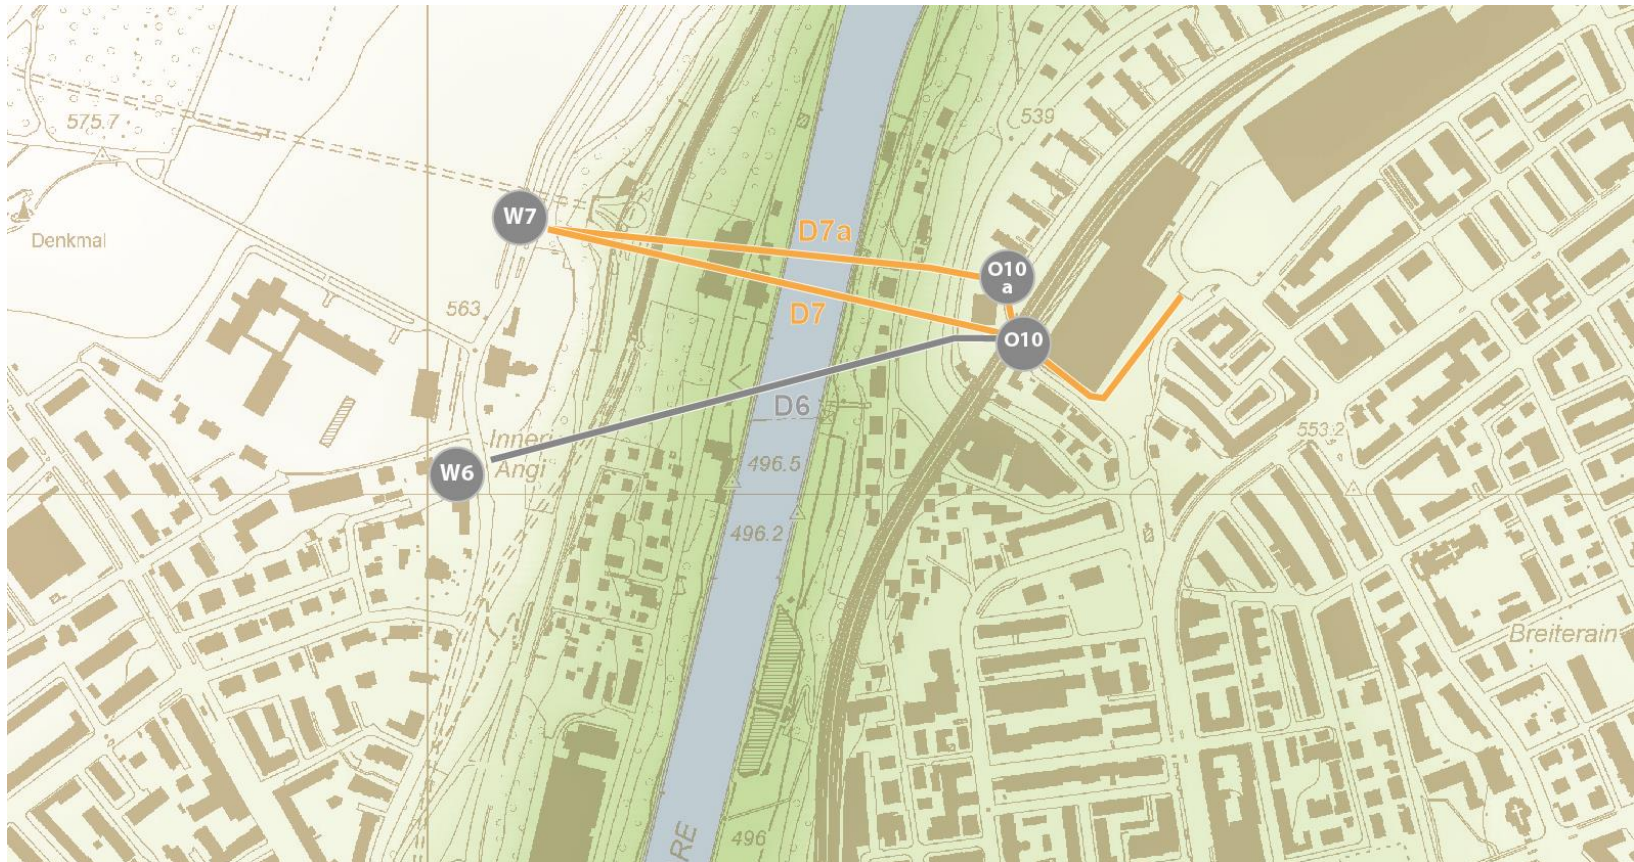 539
575.7
W7
D7a
Denkmal
O10
a
563
D7
O10
D6
553.2
Innere
Angi
W6
496.5
496.2
Breiterain
RE
496